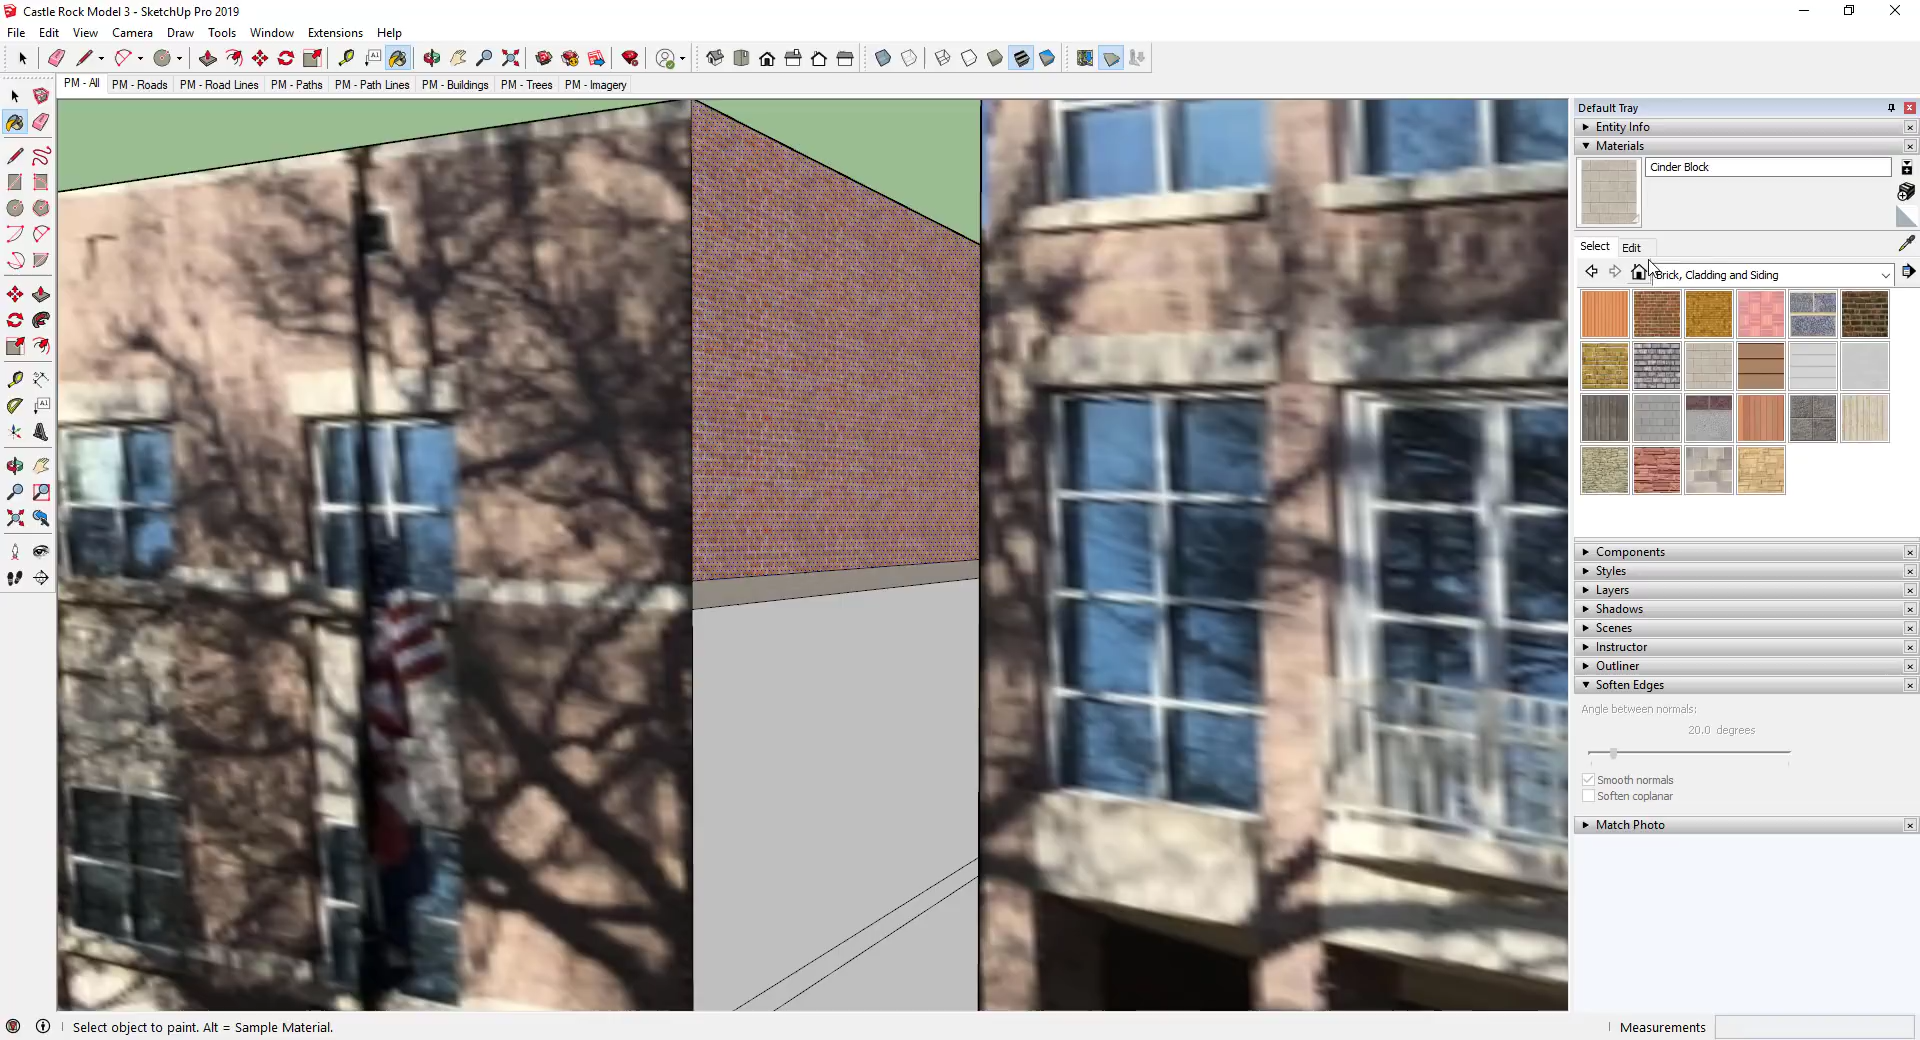 Castle Rock Model 3 - SketchUp Pro 2019
File Edit View Camera Draw Tools Window Extensions Help
PM - All PM - Roads PM - Road Lines PM - Paths PM - Path Lines PM - Buildings PM - Trees PM - Imagery
Default Tray
Entity Info
Materials
Cinder Block
Select Edit
Brick, Cladding and Siding
Components
Styles
Layers
Shadows
Scenes
Instructor
Outliner
Soften Edges
Angle between normals:
20.0 degrees
Smooth normals
Soften coplanar
Match Photo
Select object to paint. Alt = Sample Material.
Measurements